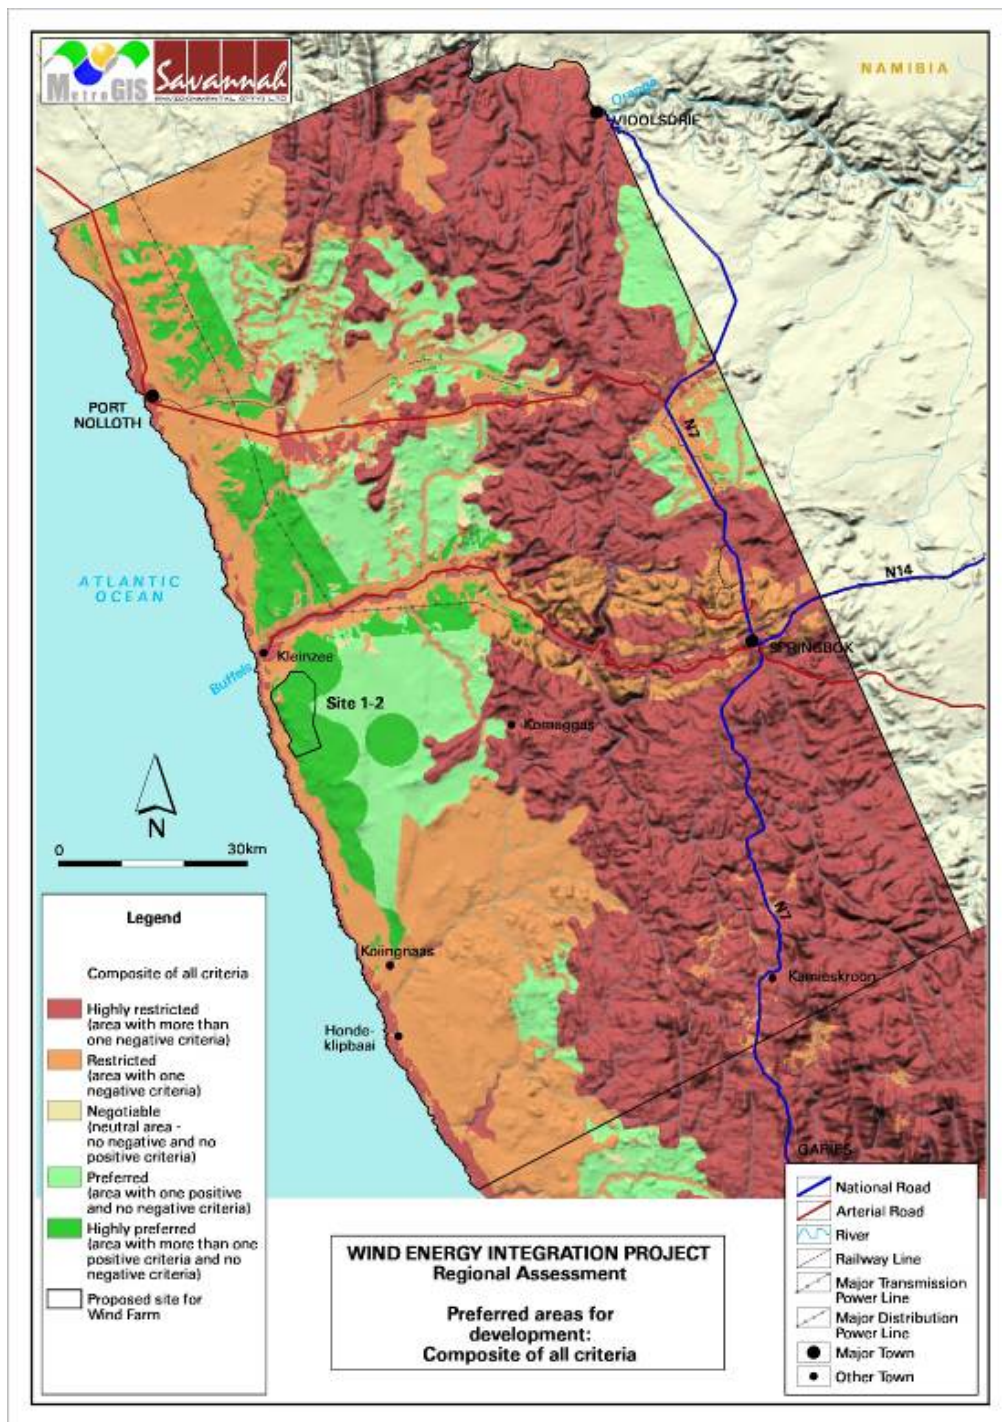 MetroGIS
Savannah
ENVIRONMENTAL (PTY) LTD
NAMIBIA
Orange
VIOOLSDRIF
PORT
NOLLOTH
N7
ATLANTIC
OCEAN
N14
SPRINGBOX
Kleinzee
Buffels
Site 1-2
Komaggas
N
0
30km
N7
Koiingnaas
Kamieskroon
Honde-
klipbaai
GARIES
Legend
Composite of all criteria
Highly restricted
(area with more than
one negative criteria)
Restricted
(area with one
negative criteria)
Negotiable
(neutral area -
no negative and no
positive criteria)
Preferred
(area with one positive
and no negative criteria)
Highly preferred
(area with more than one
positive criteria and no
negative criteria)
Proposed site for
Wind Farm
WIND ENERGY INTEGRATION PROJECT
Regional Assessment
Preferred areas for
development:
Composite of all criteria
National Road
Arterial Road
River
Railway Line
Major Transmission
Power Line
Major Distribution
Power Line
Major Town
Other Town